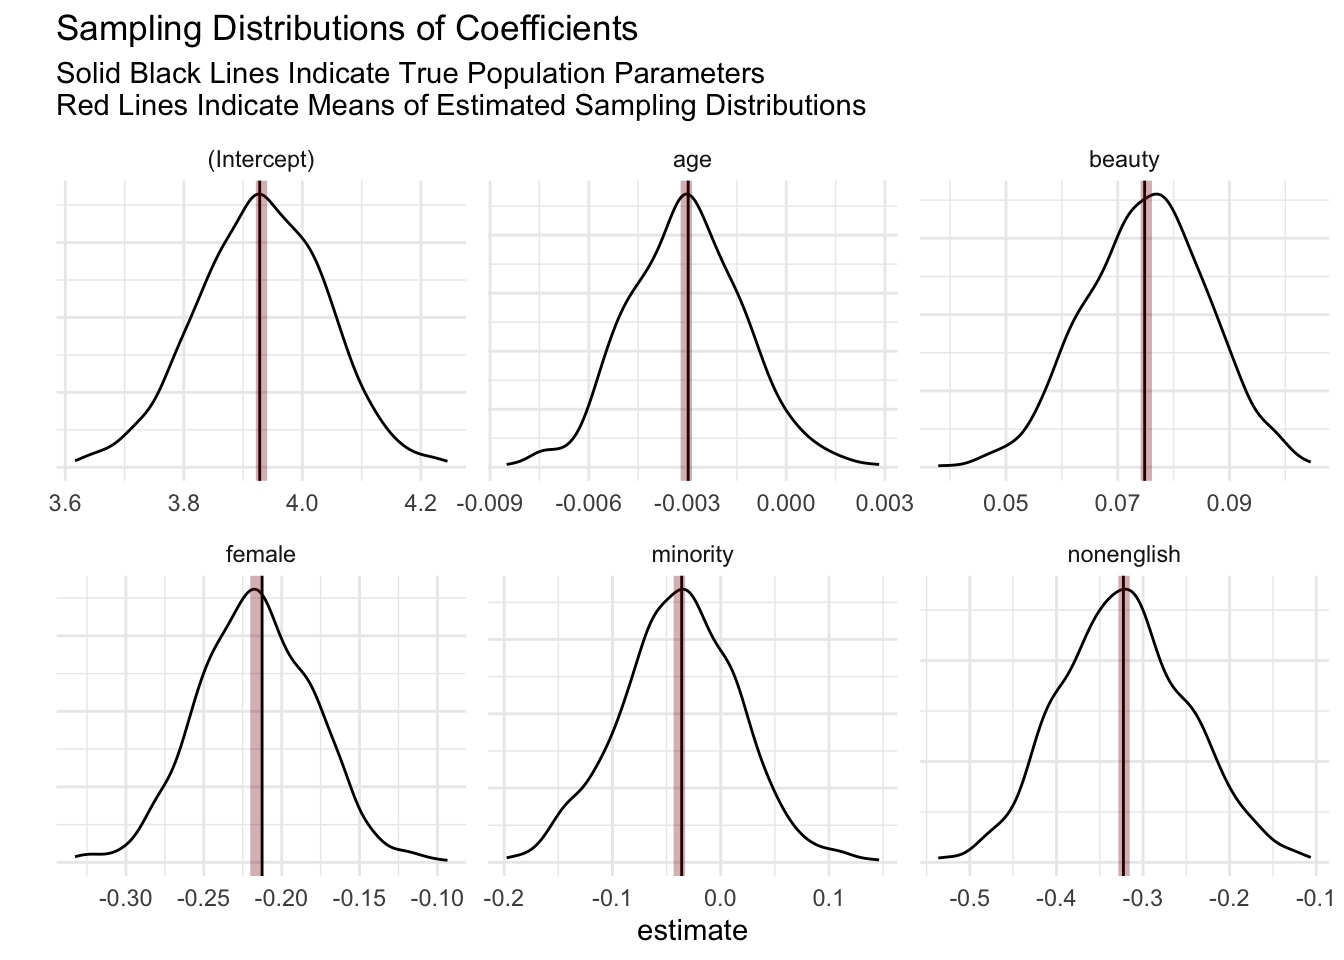 Sampling Distributions of Coefficients
Solid Black Lines Indicate True Population Parameters
Red Lines Indicate Means of Estimated Sampling Distributions
(Intercept) age beauty
3.6 3.8 4.0 4.2 -0.009 -0.006 -0.003 0.000 0.003 0.05 0.07 0.09
female minority nonenglish
-0.30 -0.25 -0.20 -0.15 -0.10 -0.2 -0.1 0.0 0.1 -0.5 -0.4 -0.3 -0.2 -0.1
estimate